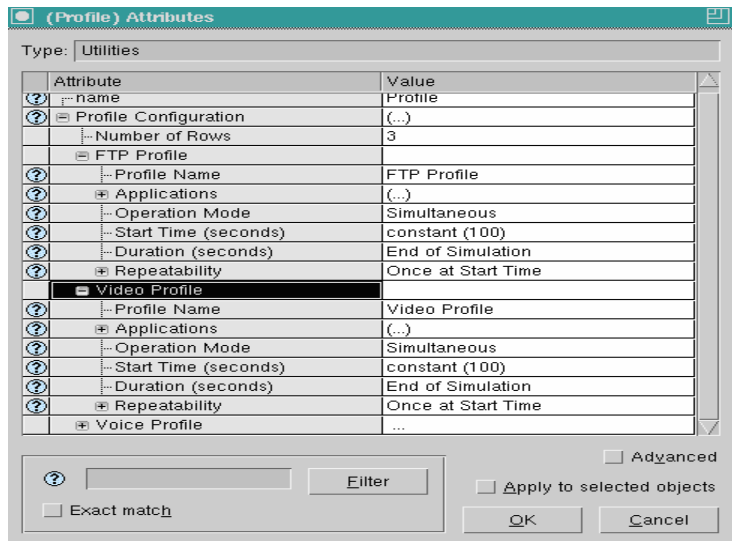 (Profile) Attributes
Type: Utilities
Attribute Value
name Profile
Profile Configuration (...)
Number of Rows 3
FTP Profile
Profile Name FTP Profile
Applications (...)
Operation Mode Simultaneous
Start Time (seconds) constant (100)
Duration (seconds) End of Simulation
Repeatability Once at Start Time
Video Profile
Profile Name Video Profile
Applications (...)
Operation Mode Simultaneous
Start Time (seconds) constant (100)
Duration (seconds) End of Simulation
Repeatability Once at Start Time
Voice Profile ...
Advanced
Filter
Apply to selected objects
Exact match
OK Cancel